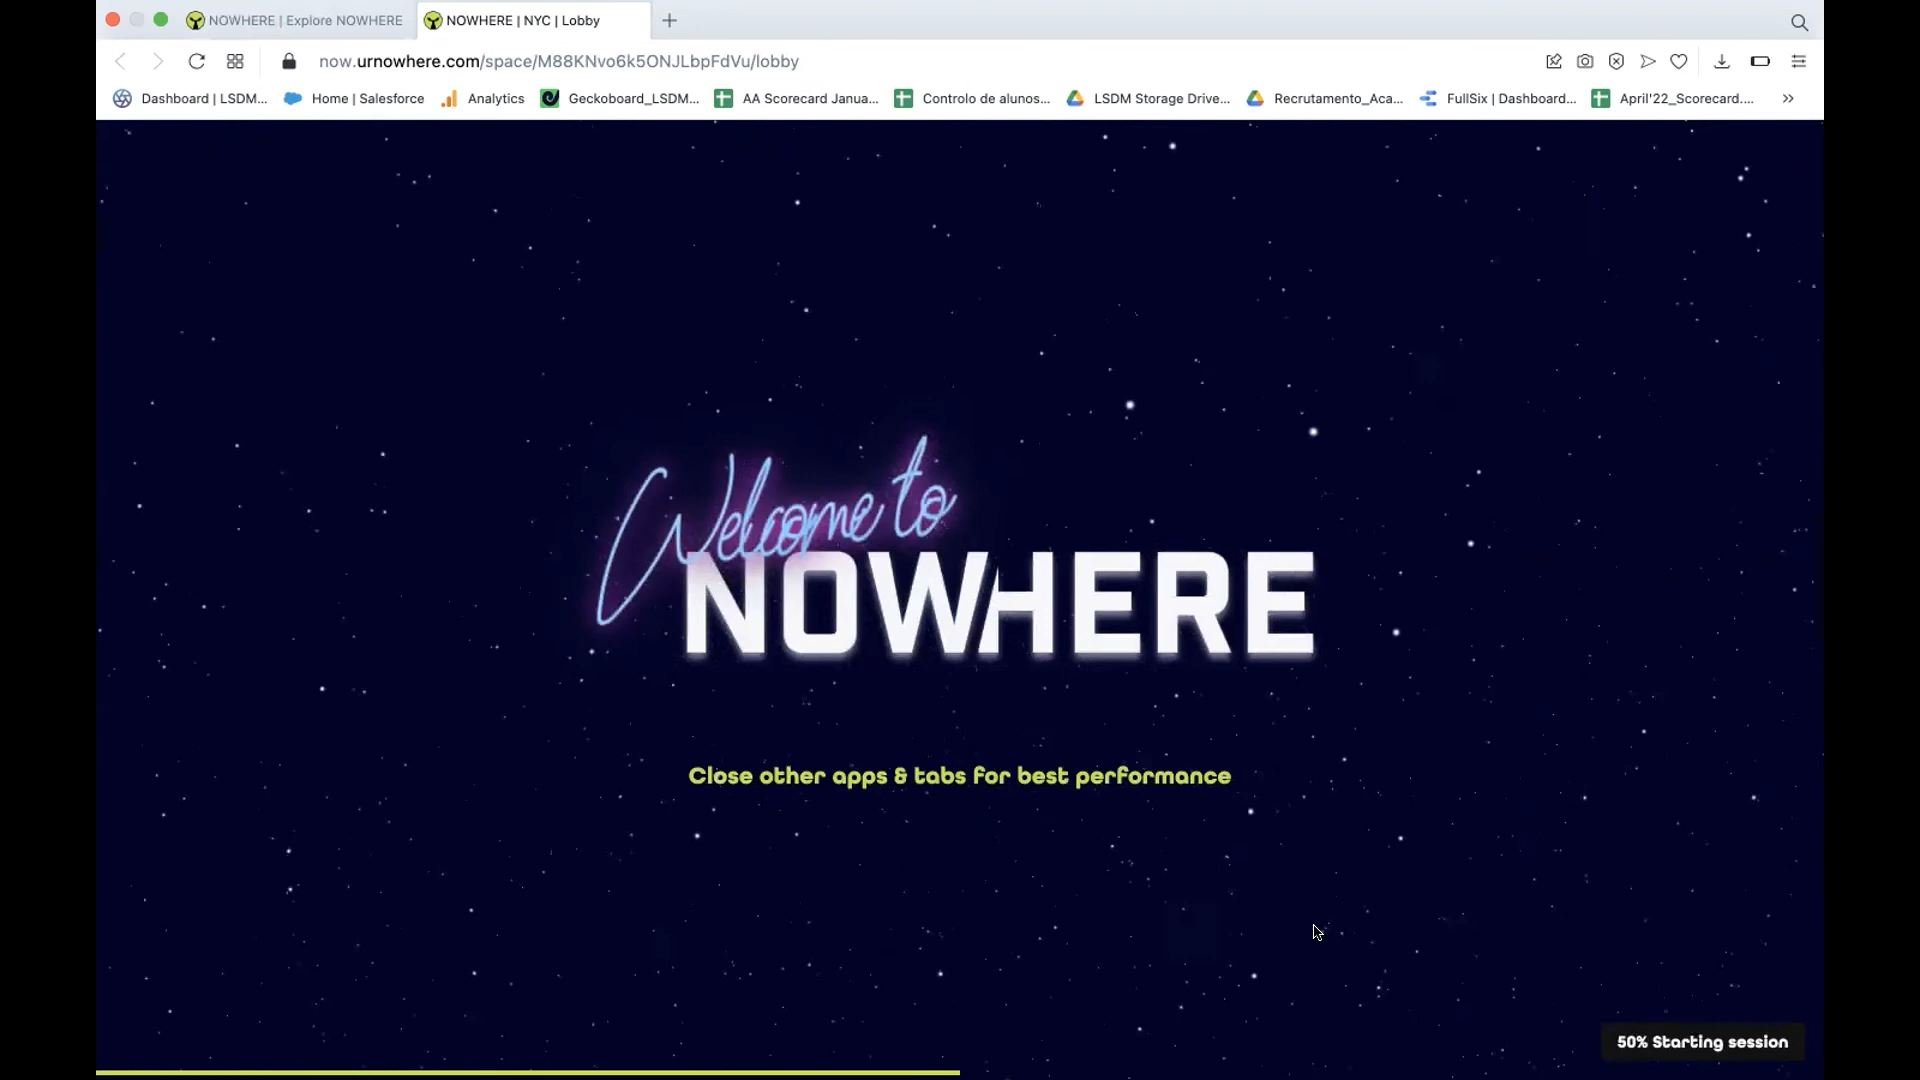 NOWHERE | Explore NOWHERE
NOWHERE | NYC | Lobby
now.urnowhere.com/space/M88KNvo6k5ONJLbpFdVu/lobby
Dashboard | LSDM...
Home | Salesforce
Analytics
Geckoboard_LSDM...
AA Scorecard Janua...
Controlo de alunos...
LSDM Storage Drive...
Recrutamento_Aca...
FullSix | Dashboard...
April'22_Scorecard....
Welcome to
NOWHERE
Close other apps & tabs for best performance
50% Starting session